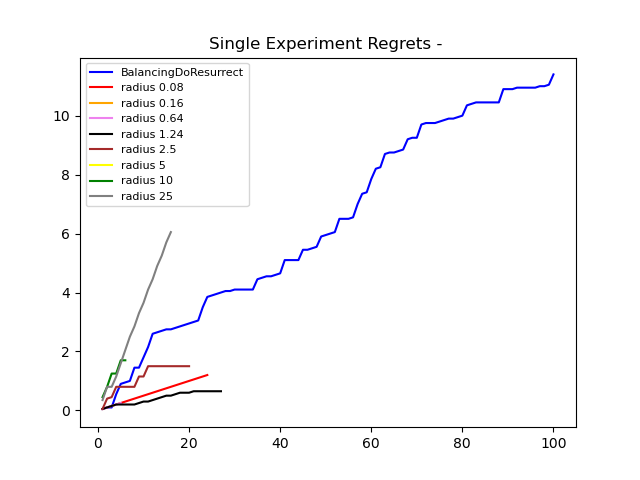 Single Experiment Regrets -
BalancingDoResurrect
radius 0.08
radius 0.16
radius 0.64
radius 1.24
radius 2.5
radius 5
radius 10
radius 25
10
8
6
4
2
0
0 20 40 60 80 100